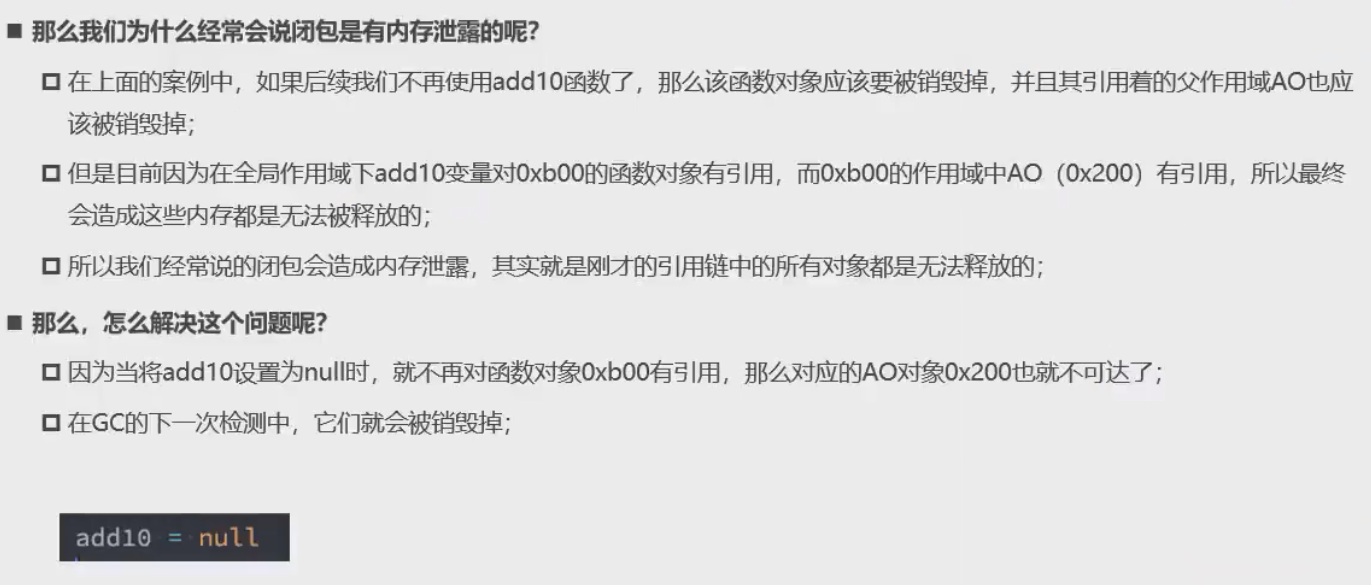 那么我们为什么经常会说闭包是有内存泄露的呢？
在上面的案例中，如果后续我们不再使用add10函数了，那么该函数对象应该要被销毁掉，并且其引用着的父作用域AO也应
该被销毁掉；
但是目前因为在全局作用域下add10变量对0xb00的函数对象有引用，而0xb00的作用域中AO（0x200）有引用，所以最终
会造成这些内存都是无法被释放的；
所以我们经常说的闭包会造成内存泄露，其实就是刚才的引用链中的所有对象都是无法释放的；
那么，怎么解决这个问题呢？
因为当将add10设置为null时，就不再对函数对象0xb00有引用，那么对应的AO对象0x200也就不可达了；
在GC的下一次检测中，它们就会被销毁掉；
add10 = null